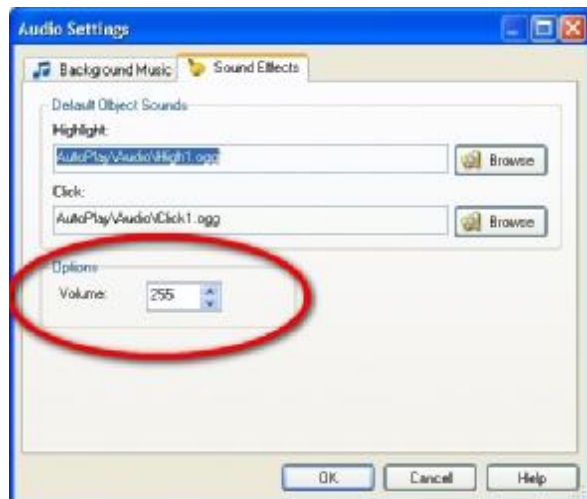 Audio Settings
Background Music
Sound Effects
Default Object Sounds
Highlight:
AutoPlay\Audio\High1.ogg
Browse
Click:
AutoPlay\Audio\Click1.ogg
Browse
Options
Volume:
255
OK
Cancel
Help